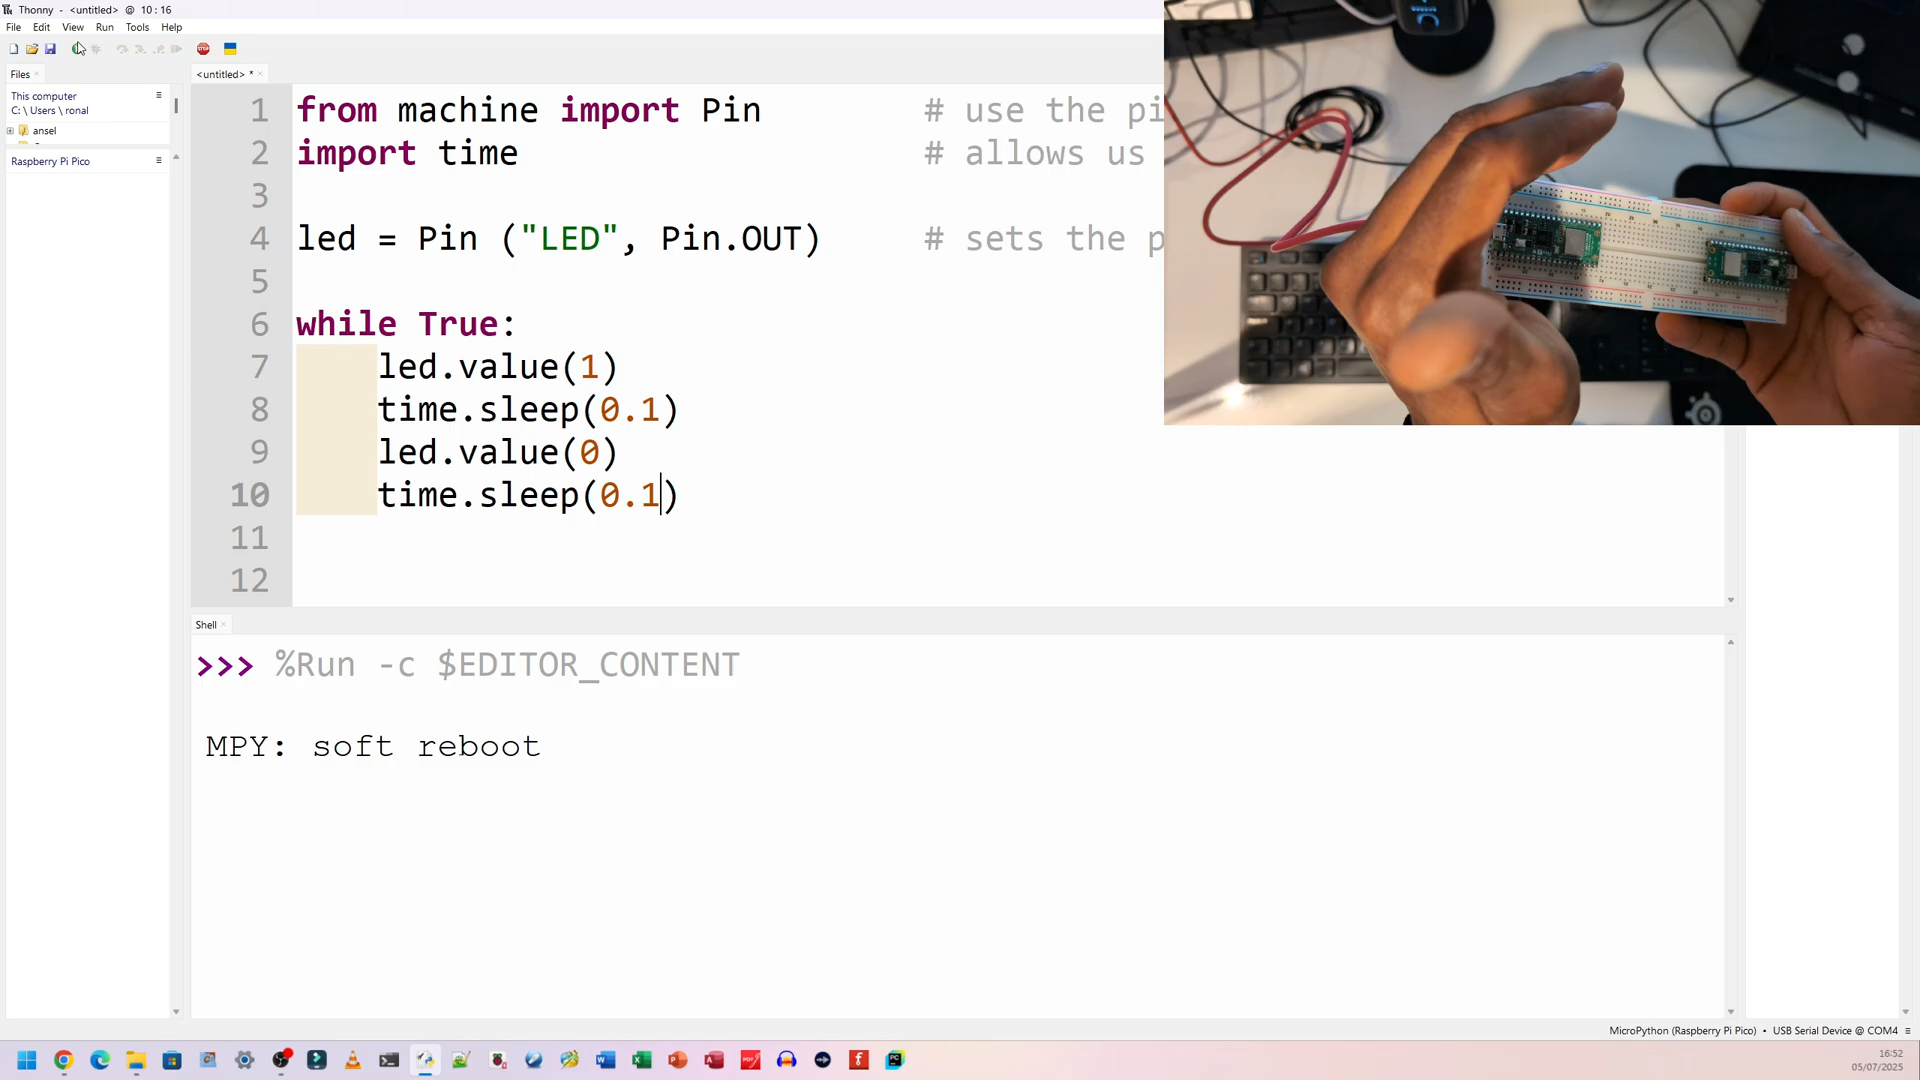 Thonny - <untitled> @ 10 : 16
File Edit View Run Tools Help
Files
<untitled> *
This computer
C: \ Users \ ronal
ansel
Raspberry Pi Pico
1 from machine import Pin # use the pi
2 import time # allows us
3
4 led = Pin ("LED", Pin.OUT) # sets the p
5
6 while True:
7 led.value(1)
8 time.sleep(0.1)
9 led.value(0)
10 time.sleep(0.1)
11
12
Shell
>>> %Run -c $EDITOR_CONTENT
MPY: soft reboot
MicroPython (Raspberry Pi Pico) • USB Serial Device @ COM4
16:52
05/07/2025